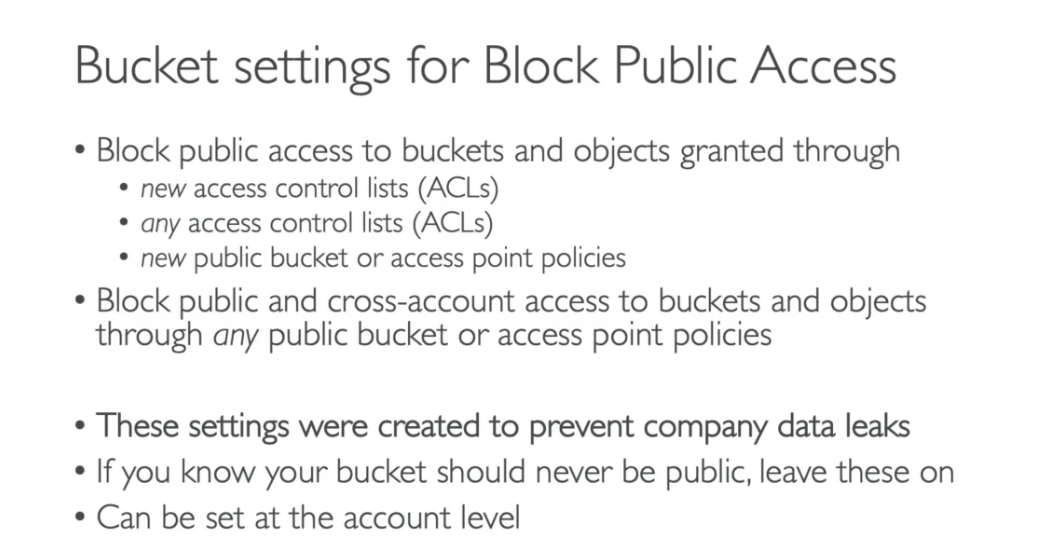 Bucket settings for Block Public Access
• Block public access to buckets and objects granted through
• new access control lists (ACLs)
• any access control lists (ACLs)
• new public bucket or access point policies
• Block public and cross-account access to buckets and objects
through any public bucket or access point policies
• These settings were created to prevent company data leaks
• If you know your bucket should never be public, leave these on
• Can be set at the account level